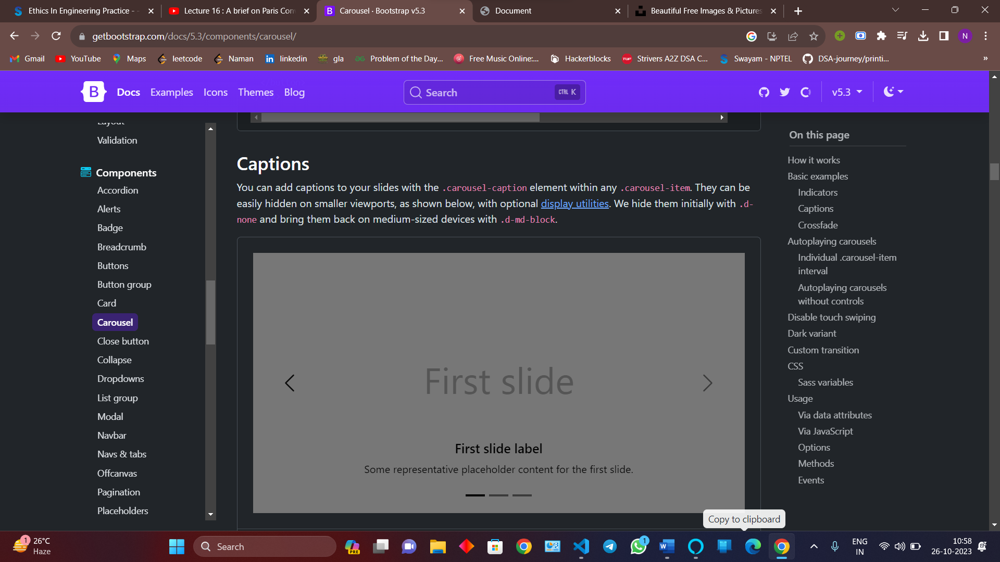 Ethics In Engineering Practice -
Lecture 16 : A brief on Paris Con
Carousel · Bootstrap v5.3
Document
Beautiful Free Images & Pictures
getbootstrap.com/docs/5.3/components/carousel/
N
Gmail
YouTube
Maps
leetcode
Naman
linkedin
gla
Problem of the Day...
Free Music Online:...
Hackerblocks
Strivers A2Z DSA C...
Swayam - NPTEL
DSA-journey/printi...
»
B
Docs
Examples
Icons
Themes
Blog
Search
CTRL K
v5.3
Layout
Validation
Components
Accordion
Alerts
Badge
Breadcrumb
Buttons
Button group
Card
Carousel
Close button
Collapse
Dropdowns
List group
Modal
Navbar
Navs & tabs
Offcanvas
Pagination
Placeholders
Captions
You can add captions to your slides with the .carousel-caption element within any .carousel-item. They can be
easily hidden on smaller viewports, as shown below, with optional display utilities. We hide them initially with .d-
none and bring them back on medium-sized devices with .d-md-block.
First slide
First slide label
Some representative placeholder content for the first slide.
Copy to clipboard
On this page
How it works
Basic examples
Indicators
Captions
Crossfade
Autoplaying carousels
Individual .carousel-item
interval
Autoplaying carousels
without controls
Disable touch swiping
Dark variant
Custom transition
CSS
Sass variables
Usage
Via data attributes
Via JavaScript
Options
Methods
Events
1
26°C
Haze
Search
PRE
1
ENG
IN
10:58
26-10-2023